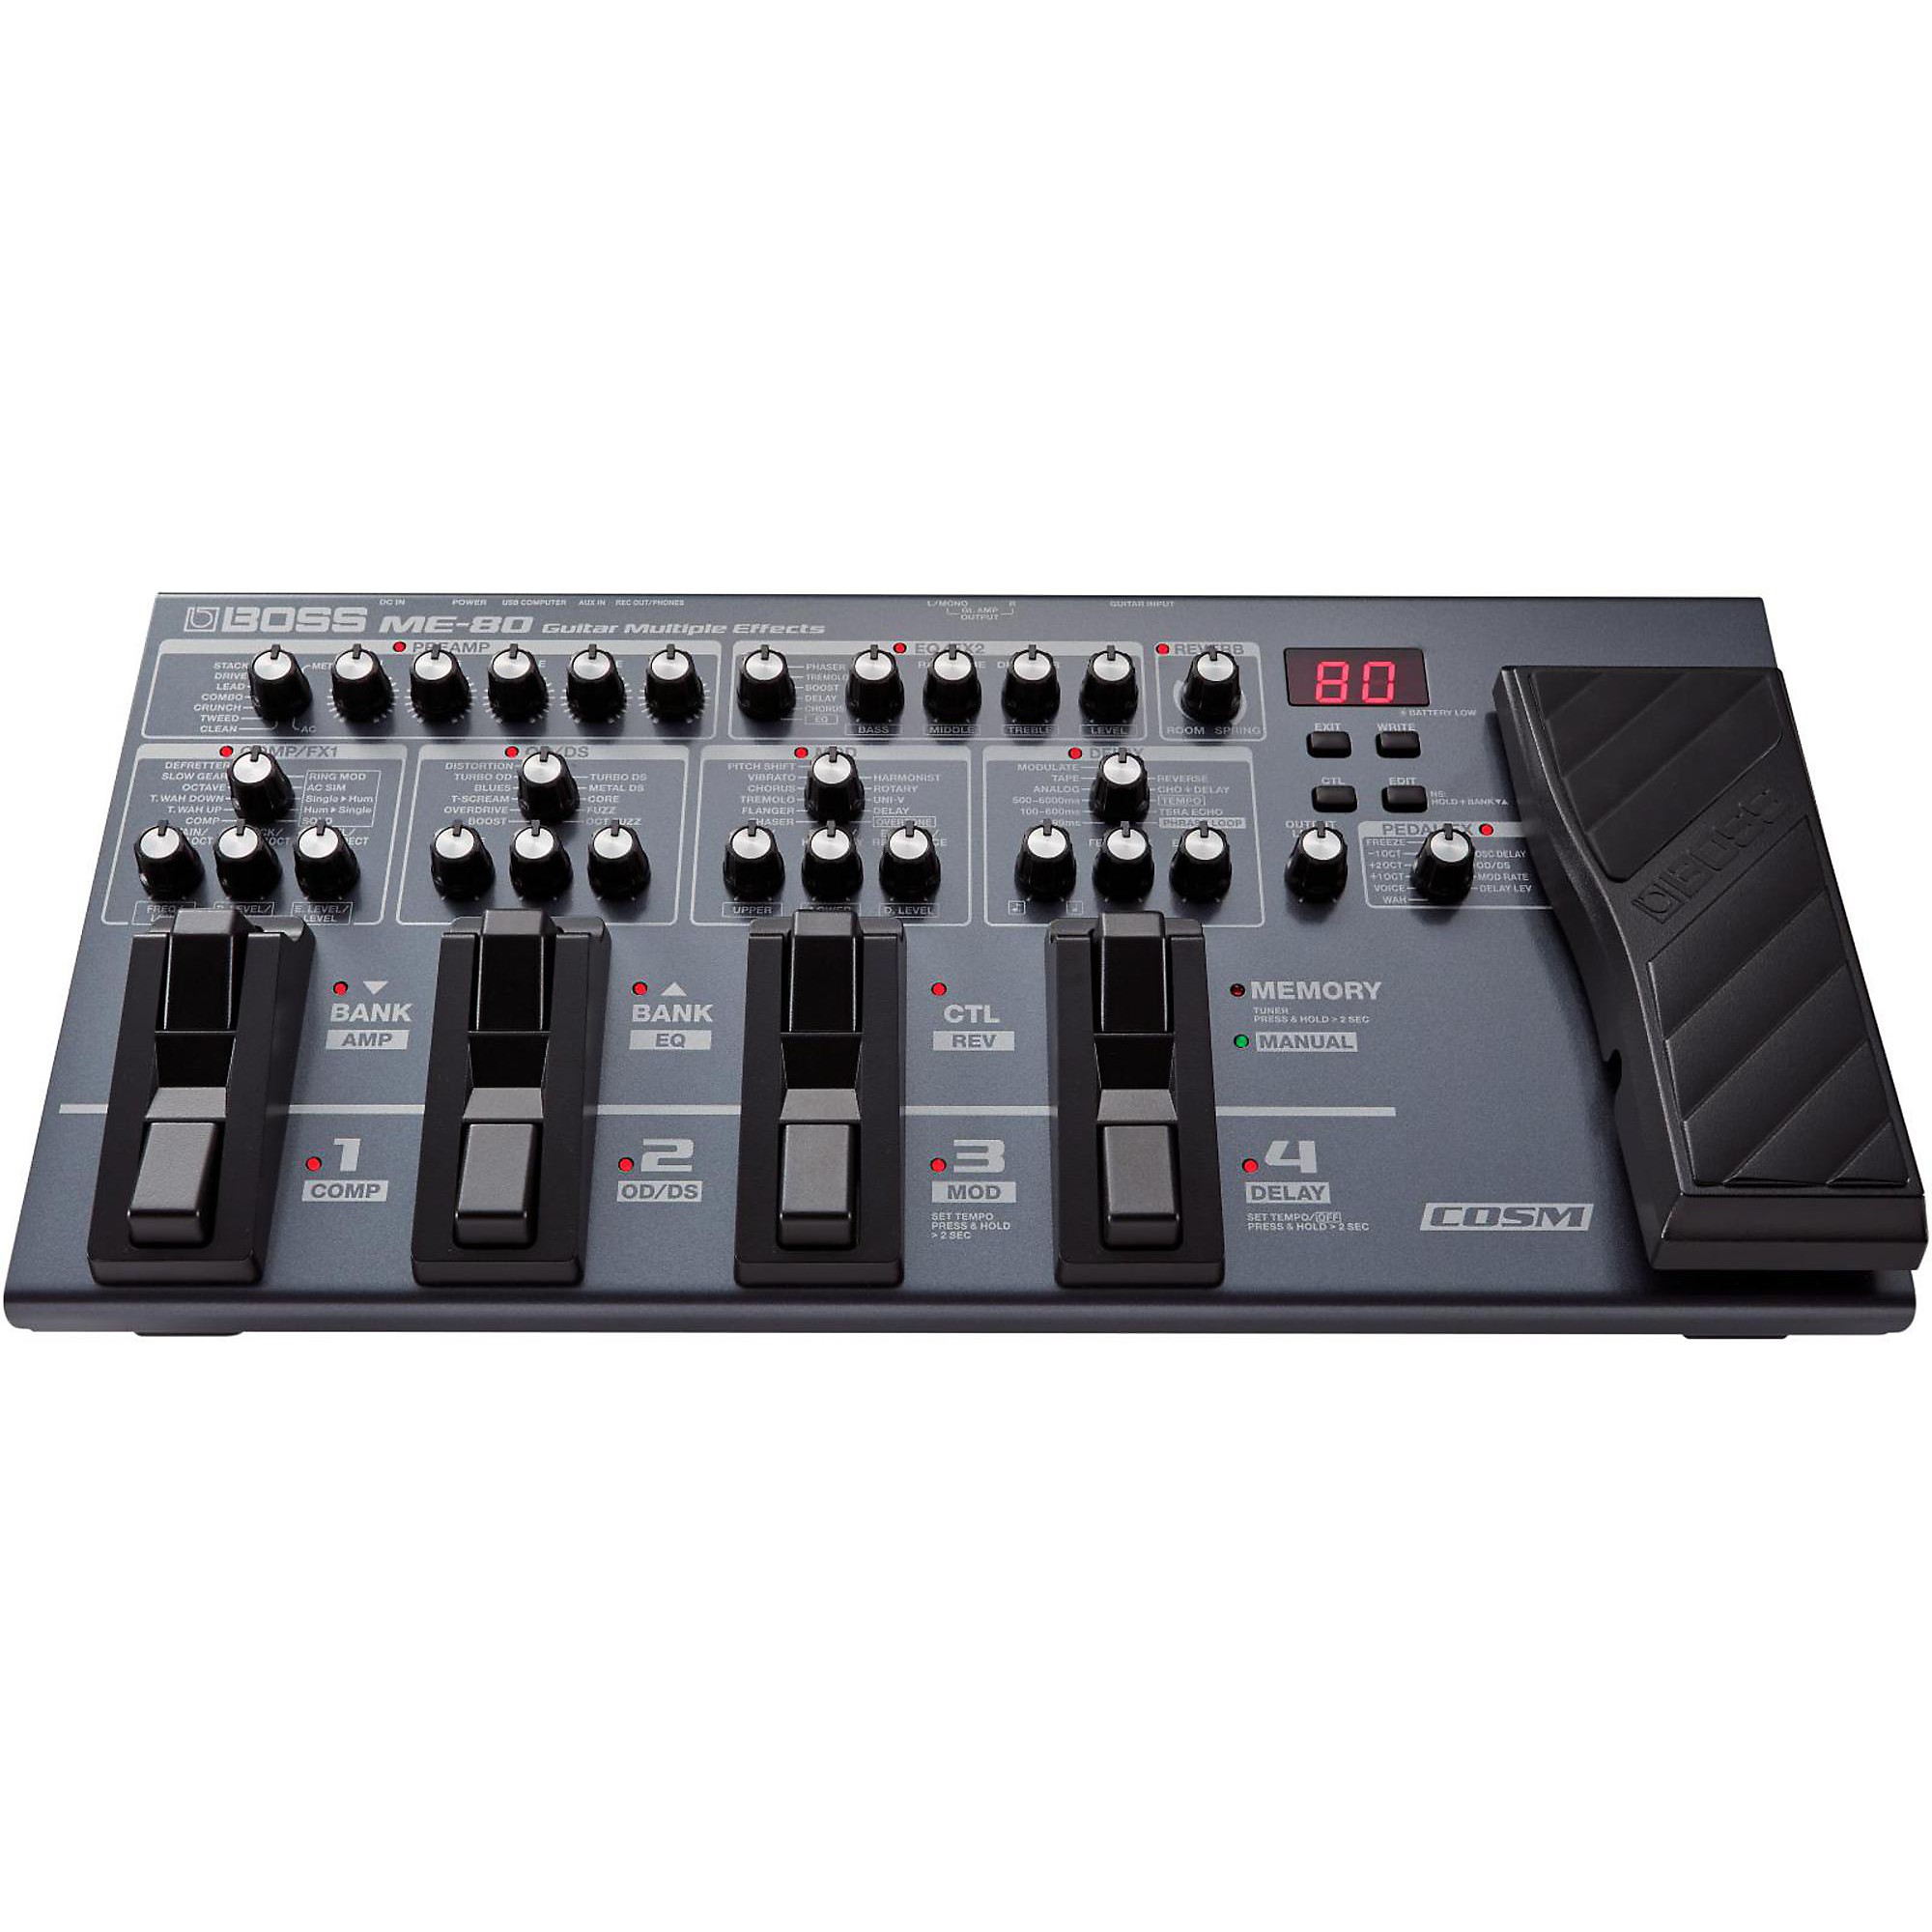 DC IN POWER USB COMPUTER AUX IN REC OUT/PHONES L/MONO R GUITAR INPUT
GT. AMP
OUTPUT
BOSS ME-80 Guitar Multiple Effects
PREAMP
STACK
DRIVE
LEAD
COMBO
CRUNCH
TWEED
CLEAN
AC
PHASER
TREMOLO
BOOST
DELAY
CHORUS
EQ
BASS MIDDLE TREBLE LEVEL
REVERB
ROOM SPRING
80
BATTERY LOW
EXIT WRITE
CTL EDIT
NS:
HOLD + BANK ▼▲
COMP/FX1
DEFRETTER
SLOW GEAR
OCTAVE
T. WAH DOWN
T. WAH UP
COMP
RING MOD
AC SIM
Single ▶ Hum
Hum ▶ Single
SOLO
OD/DS
DISTORTION
TURBO OD
BLUES
T-SCREAM
OVERDRIVE
BOOST
TURBO DS
METAL DS
CORE
FUZZ
OCT FUZZ
MOD
PITCH SHIFT
VIBRATO
CHORUS
TREMOLO
FLANGER
HARMONIST
ROTARY
UNI-V
DELAY
OVERTONE
UPPER D. LEVEL
DELAY
MODULATE
TAPE
ANALOG
500–6000ms
100–600ms
REVERSE
TEMPO
TERA ECHO
PHRASE LOOP
PEDAL FX
FREEZE
−1OCT
+2OCT
+1OCT
VOICE
WAH
OSC DELAY
OD/DS
MOD RATE
DELAY LEV
BOSS
▼
BANK
AMP
▲
BANK
EQ
CTL
REV
MEMORY
TUNER
PRESS & HOLD > 2 SEC
MANUAL
1
COMP
2
OD/DS
3
MOD
SET TEMPO
PRESS & HOLD
> 2 SEC
4
DELAY
SET TEMPO/OFF
PRESS & HOLD > 2 SEC
COSM